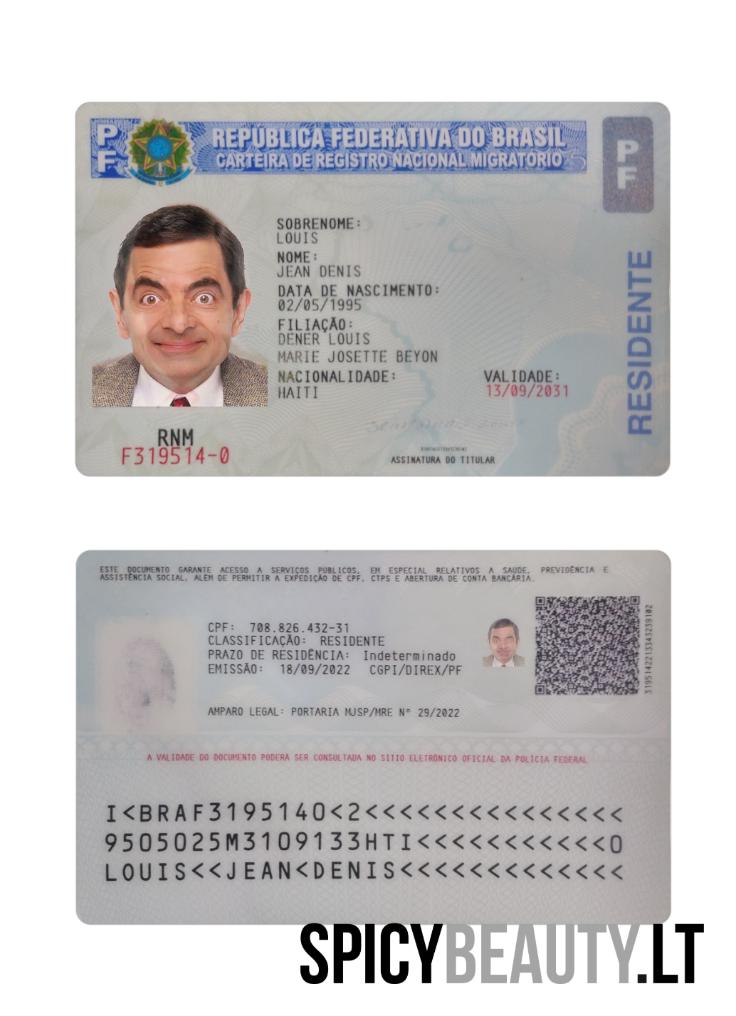 P
F
REPÚBLICA FEDERATIVA DO BRASIL
CARTEIRA DE REGISTRO NACIONAL MIGRATÓRIO
P
F
SOBRENOME:
LOUIS
NOME:
JEAN DENIS
DATA DE NASCIMENTO:
02/05/1995
FILIAÇÃO:
DENER LOUIS
MARIE JOSETTE BEYON
NACIONALIDADE:
HAITI
VALIDADE:
13/09/2031
RESIDENTE
RNM
F319514-0
ASSINATURA DO TITULAR
ESTE DOCUMENTO GARANTE ACESSO A SERVIÇOS PÚBLICOS, EM ESPECIAL RELATIVOS A SAÚDE, PREVIDÊNCIA E
ASSISTÊNCIA SOCIAL, ALÉM DE PERMITIR A EXPEDIÇÃO DE CPF, CTPS E ABERTURA DE CONTA BANCÁRIA.
CPF: 708.826.432-31
CLASSIFICAÇÃO: RESIDENTE
PRAZO DE RESIDÊNCIA: Indeterminado
EMISSÃO: 18/09/2022 CGPI/DIREX/PF
AMPARO LEGAL: PORTARIA MJSP/MRE Nº 29/2022
A VALIDADE DO DOCUMENTO PODERÁ SER CONSULTADA NO SITIO ELETRÔNICO OFICIAL DA POLÍCIA FEDERAL
I<BRAF3195140<2<<<<<<<<<<<<<<<
9505025M3109133HTI<<<<<<<<<<<0
LOUIS<<JEAN<DENIS<<<<<<<<<<<<<
SPICYBEAUTY.LT